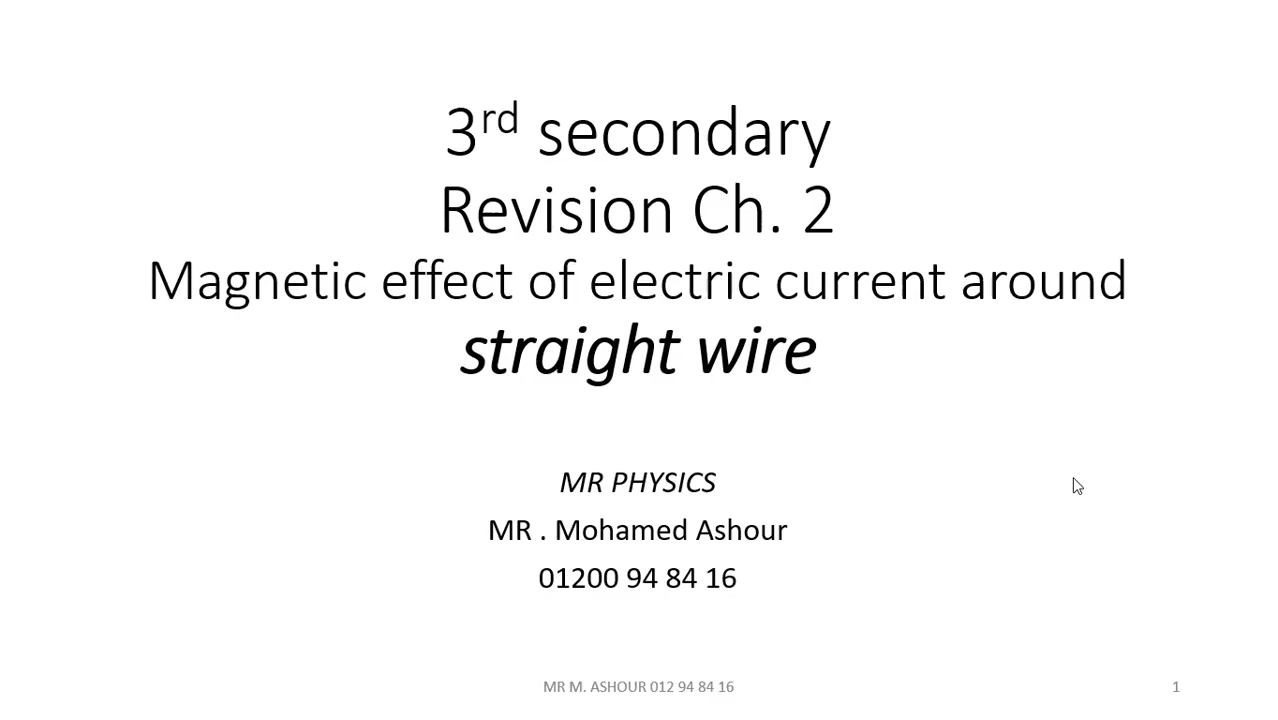 3rd secondary
Revision Ch. 2
Magnetic effect of electric current around
straight wire
MR PHYSICS
MR . Mohamed Ashour
01200 94 84 16
MR M. ASHOUR 012 94 84 16
1